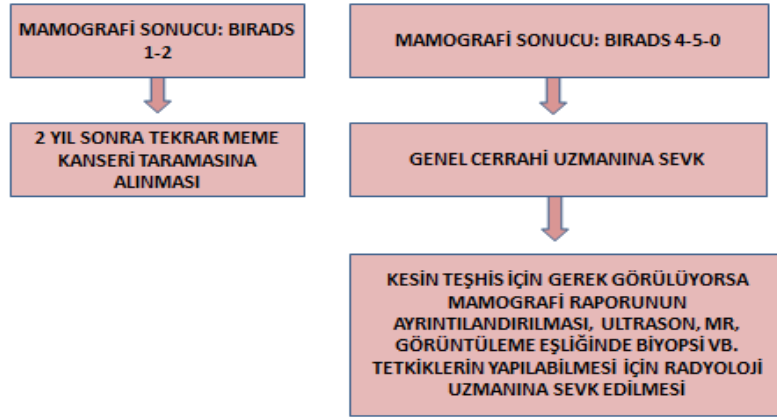 MAMOGRAFİ SONUCU: BIRADS
1-2
2 YIL SONRA TEKRAR MEME
KANSERİ TARAMASINA
ALINMASI
MAMOGRAFİ SONUCU: BIRADS 4-5-0
GENEL CERRAHİ UZMANINA SEVK
KESİN TEŞHİS İÇİN GEREK GÖRÜLÜYORSA
MAMOGRAFİ RAPORUNUN
AYRINTILANDIRILMASI, ULTRASON, MR,
GÖRÜNTÜLEME EŞLİĞİNDE BİYOPSİ VB.
TETKİKLERİN YAPILABİLMESİ İÇİN RADYOLOJİ
UZMANINA SEVK EDİLMESİ